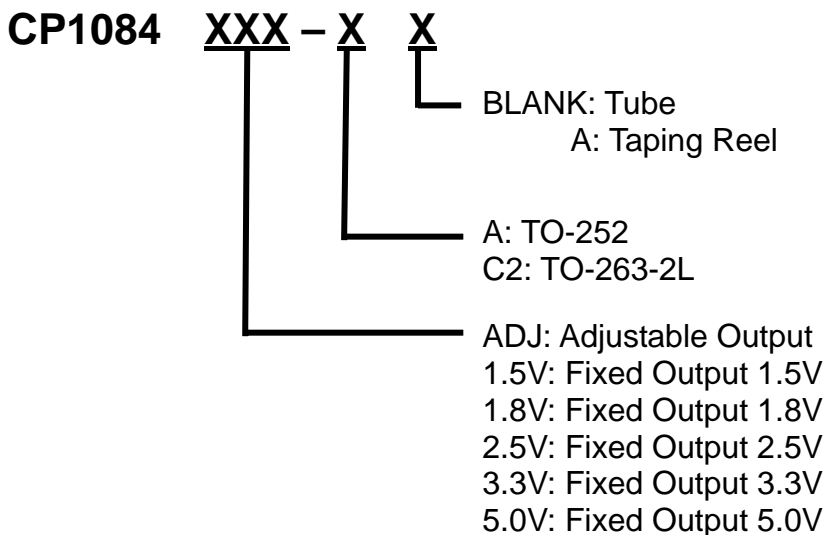 CP1084 XXX – X X
BLANK: Tube
A: Taping Reel
A: TO-252
C2: TO-263-2L
ADJ: Adjustable Output
1.5V: Fixed Output 1.5V
1.8V: Fixed Output 1.8V
2.5V: Fixed Output 2.5V
3.3V: Fixed Output 3.3V
5.0V: Fixed Output 5.0V